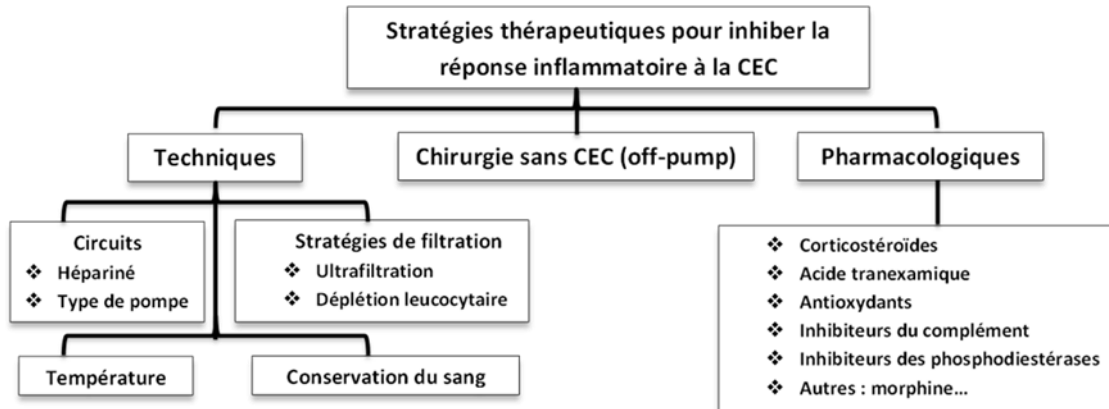 Stratégies thérapeutiques pour inhiber la
réponse inflammatoire à la CEC
Techniques
Chirurgie sans CEC (off-pump)
Pharmacologiques
Circuits
❖ Hépariné
❖ Type de pompe
Stratégies de filtration
❖ Ultrafiltration
❖ Déplétion leucocytaire
Température
Conservation du sang
❖ Corticostéroïdes
❖ Acide tranexamique
❖ Antioxydants
❖ Inhibiteurs du complément
❖ Inhibiteurs des phosphodiestérases
❖ Autres : morphine...